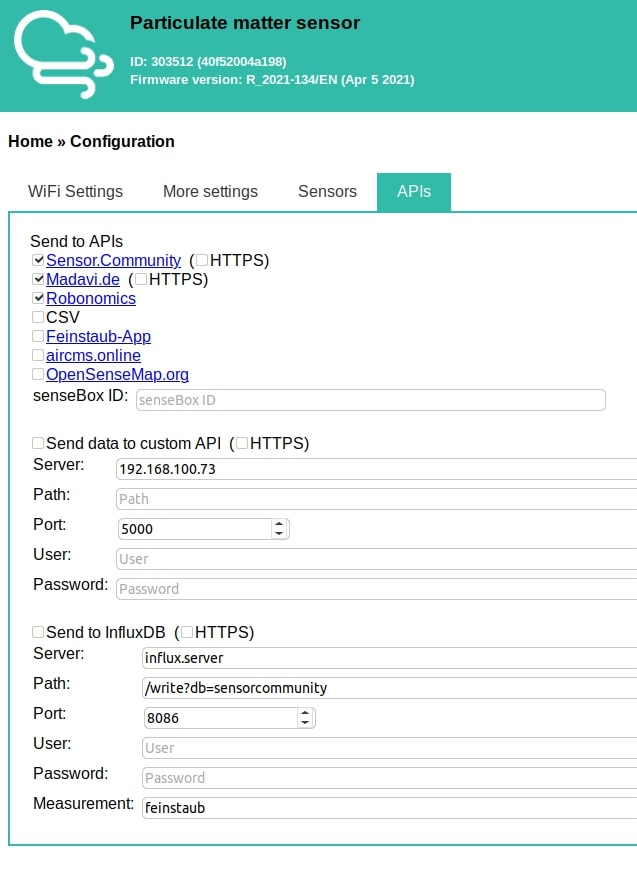 Particulate matter sensor
ID: 303512 (40f52004a198)
Firmware version: R_2021-134/EN (Apr 5 2021)
Home » Configuration
WiFi Settings More settings Sensors APIs
Send to APIs
Sensor.Community (HTTPS)
Madavi.de (HTTPS)
Robonomics
CSV
Feinstaub-App
aircms.online
OpenSenseMap.org
senseBox ID: senseBox ID
Send data to custom API (HTTPS)
Server: 192.168.100.73
Path: Path
Port: 5000
User: User
Password: Password
Send to InfluxDB (HTTPS)
Server: influx.server
Path: /write?db=sensorcommunity
Port: 8086
User: User
Password: Password
Measurement: feinstaub